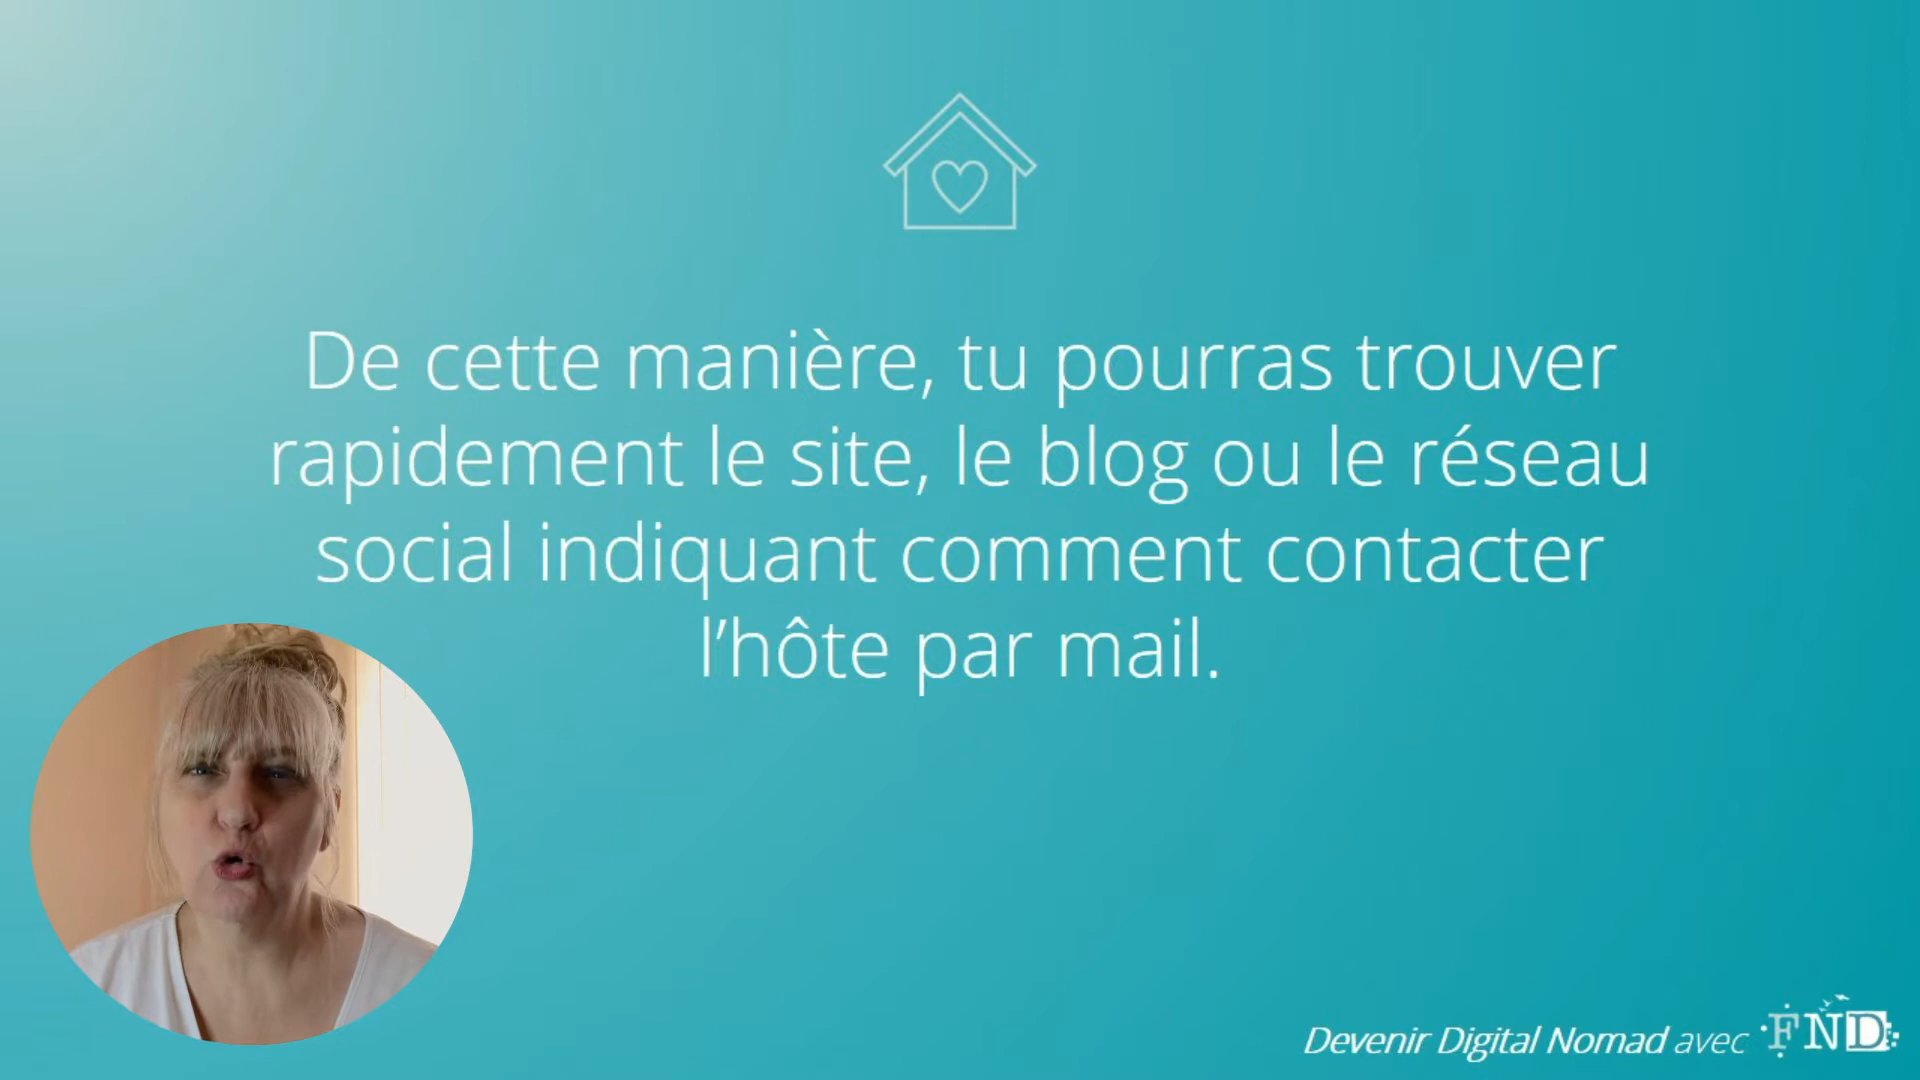 De cette manière, tu pourras trouver
rapidement le site, le blog ou le réseau
social indiquant comment contacter
l’hôte par mail.
Devenir Digital Nomad avec FND